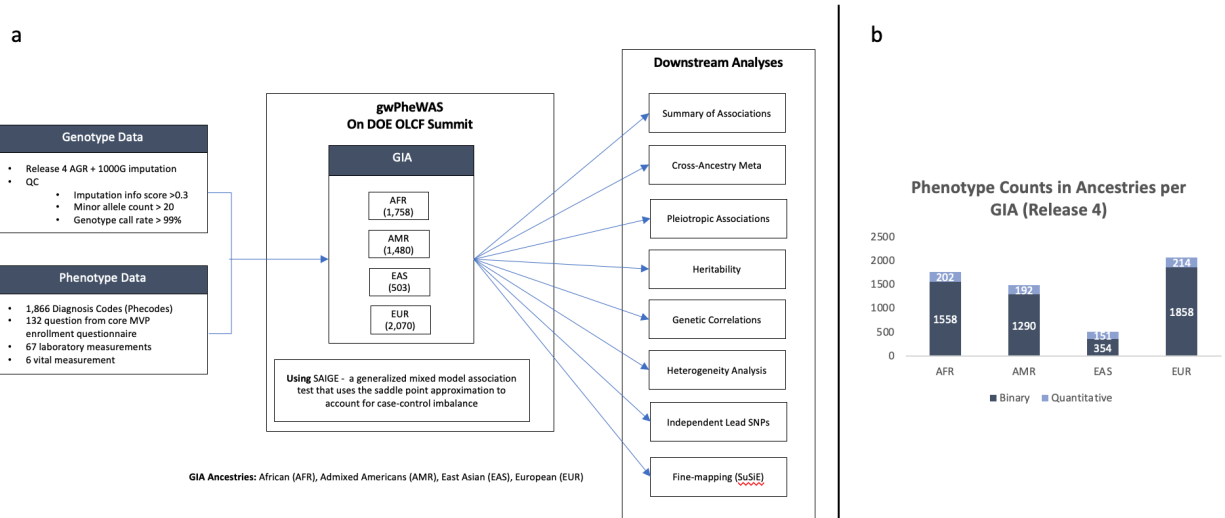 a
Genotype Data
• Release 4 AGR + 1000G imputation
• QC
• Imputation info score >0.3
• Minor allele count > 20
• Genotype call rate > 99%
Phenotype Data
• 1,866 Diagnosis Codes (Phecodes)
• 132 question from core MVP
enrollment questionnaire
• 67 laboratory measurements
• 6 vital measurement
gwPheWAS
On DOE OLCF Summit
GIA
AFR
(1,758)
AMR
(1,480)
EAS
(503)
EUR
(2,070)
Using SAIGE - a generalized mixed model association
test that uses the saddle point approximation to
account for case-control imbalance
GIA Ancestries: African (AFR), Admixed Americans (AMR), East Asian (EAS), European (EUR)
Downstream Analyses
Summary of Associations
Cross-Ancestry Meta
Pleiotropic Associations
Heritability
Genetic Correlations
Heterogeneity Analysis
Independent Lead SNPs
Fine-mapping (SuSiE)
b
Phenotype Counts in Ancestries per
GIA (Release 4)
2500
2000
1500
1000
500
0
202
1558
192
1290
151
354
214
1858
AFR AMR EAS EUR
Binary Quantitative